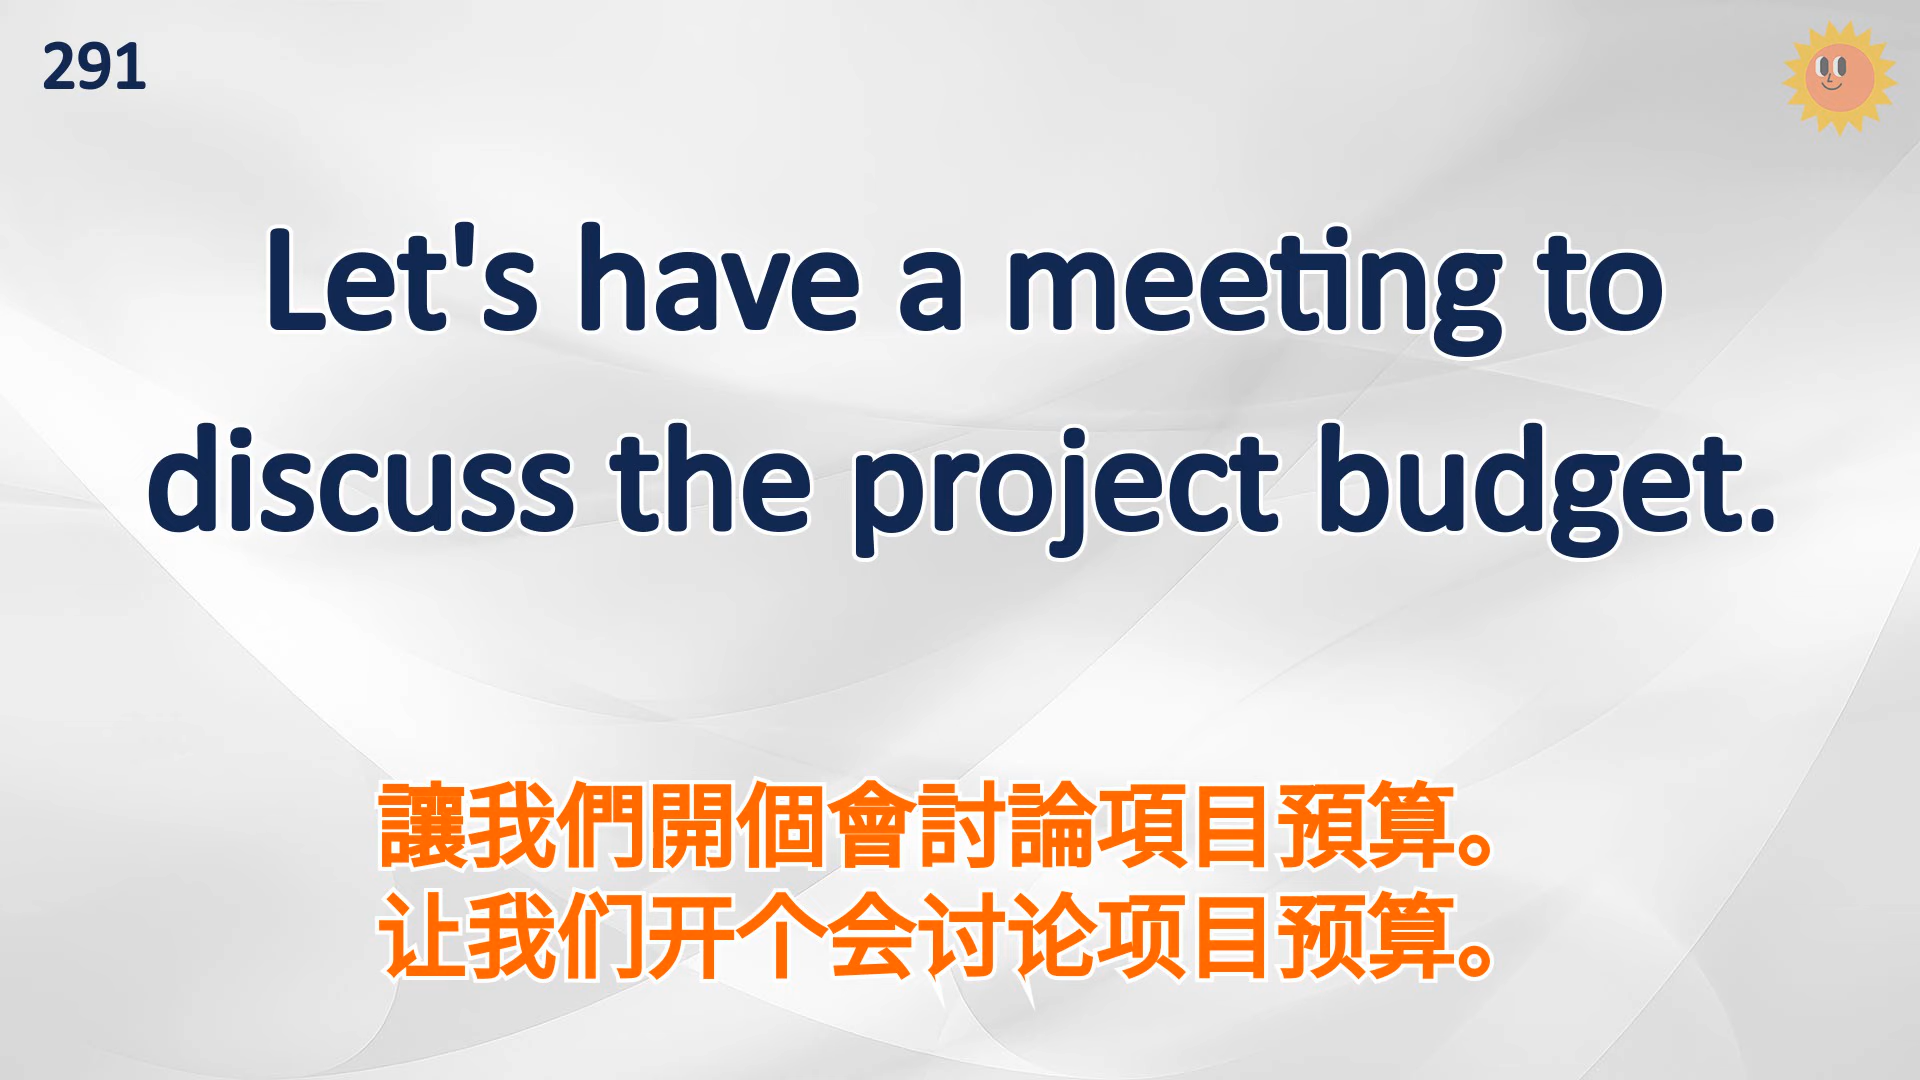 291
Let's have a meeting to
discuss the project budget.
讓我們開個會討論項目預算。
让我们开个会讨论项目预算。